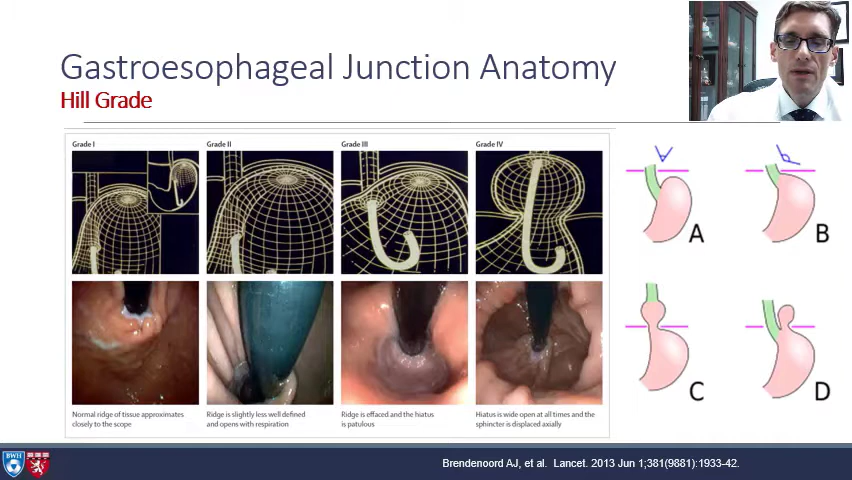 Gastroesophageal Junction Anatomy
Hill Grade
Grade I
Grade II
Grade III
Grade IV
Normal ridge of tissue approximates
closely to the scope
Ridge is slightly less well defined
and opens with respiration
Ridge is effaced and the hiatus
is patulous
Hiatus is wide open at all times and the
sphincter is displaced axially
A
B
C
D
BWH
Brendenoord AJ, et al. Lancet. 2013 Jun 1;381(9881):1933-42.